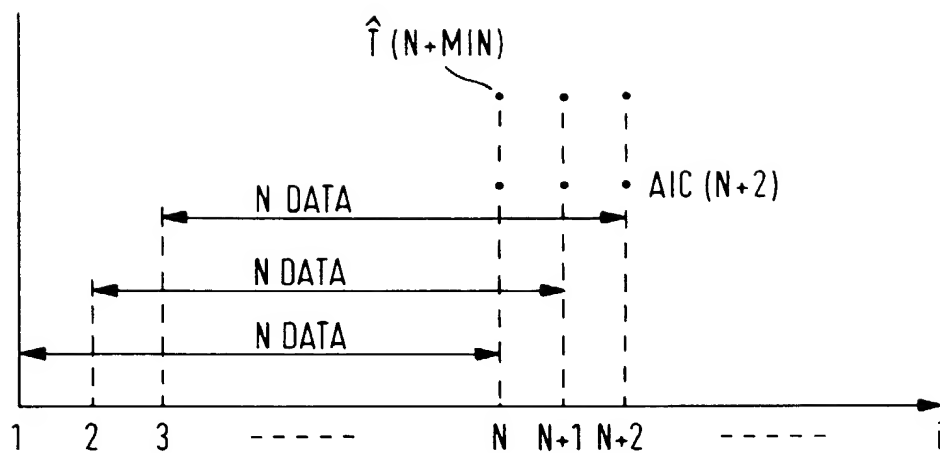 T̂ (N+MIN)
AIC (N+2)
N DATA
N DATA
N DATA
1 2 3 ----- N N+1 N+2 ----- i